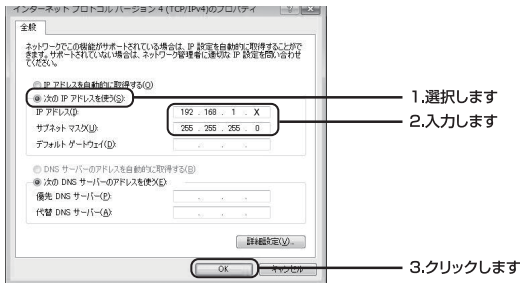 インターネット プロトコル バージョン 4 (TCP/IPv4)のプロパティ
全般
ネットワークでこの機能がサポートされている場合は、IP 設定を自動的に取得することがで
きます。サポートされていない場合は、ネットワーク管理者に適切な IP 設定を問い合わせ
てください。
IP アドレスを自動的に取得する(O)
次の IP アドレスを使う(S):
1.選択します
IP アドレス(I): 192 . 168 . 1 . X
2.入力します
サブネット マスク(U): 255 . 255 . 255 . 0
デフォルト ゲートウェイ(D):
DNS サーバーのアドレスを自動的に取得する(B)
次の DNS サーバーのアドレスを使う(E):
優先 DNS サーバー(P):
代替 DNS サーバー(A):
詳細設定(V)...
OK キャンセル
3.クリックします